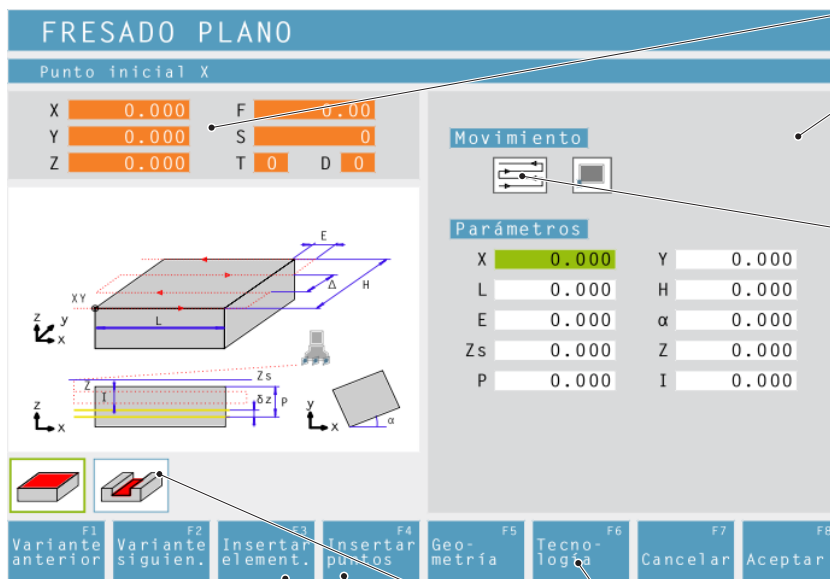 FRESADO PLANO
Punto inicial X
X 0.000 F 0.00
Y 0.000 S 0
Z 0.000 T 0 D 0
Movimiento
Parámetros
X 0.000 Y 0.000
L 0.000 H 0.000
E 0.000 α 0.000
Zs 0.000 Z 0.000
P 0.000 I 0.000
E
Δ
H
XY
L
z y x
Zs
Z
I
δz
P
z x
y x
α
F1 Variante anterior
F2 Variante siguien.
F3 Insertar element.
F4 Insertar puntos
F5 Geo-metría
F6 Tecno-logía
F7 Cancelar
F8 Aceptar